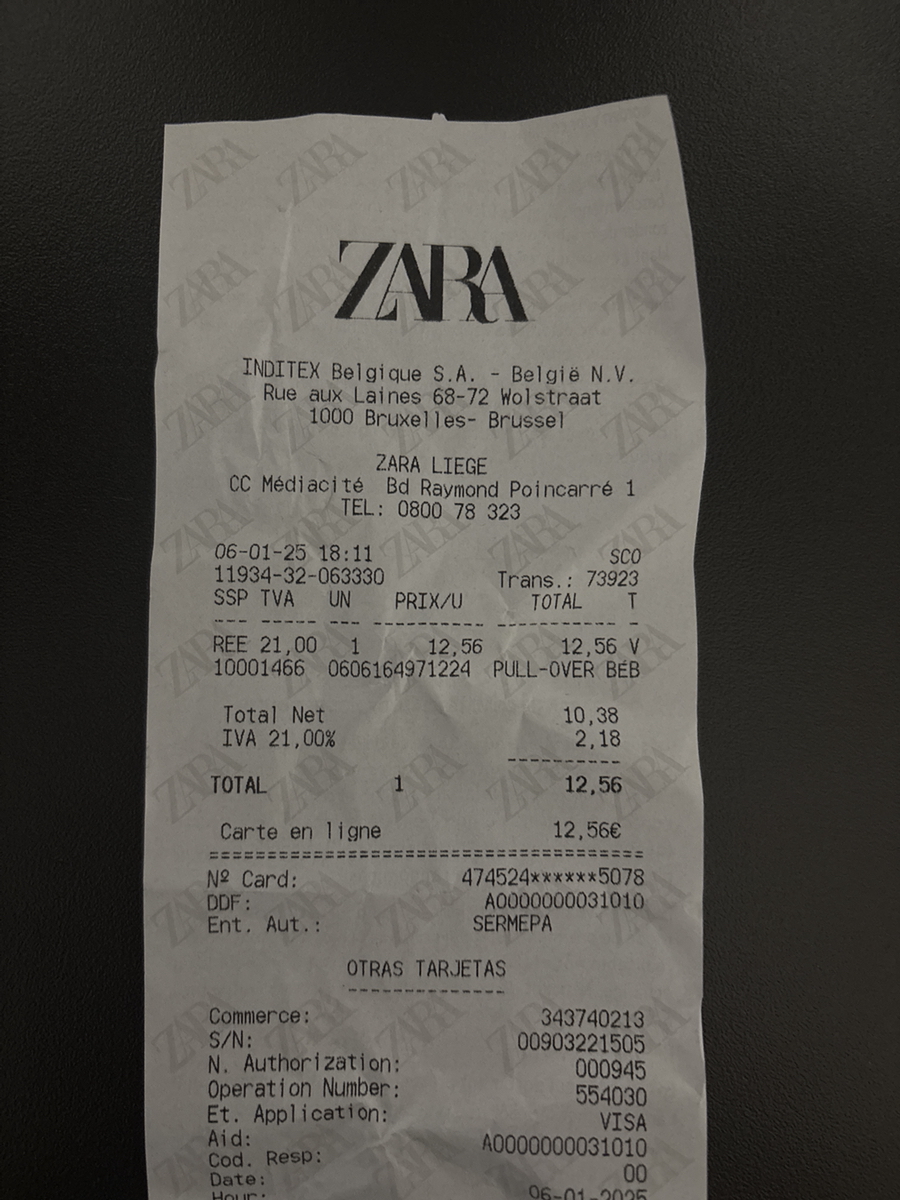 ZARA
INDITEX Belgique S.A. - België N.V.
Rue aux Laines 68-72 Wolstraat
1000 Bruxelles- Brussel
ZARA LIEGE
CC Médiacité Bd Raymond Poincarré 1
TEL: 0800 78 323
06-01-25 18:11 SCO
11934-32-063330 Trans.: 73923
SSP TVA UN PRIX/U TOTAL T
--- ----- --- ---------- ---------- -
REE 21,00 1 12,56 12,56 V
10001466 0606164971224 PULL-OVER BÉB
Total Net 10,38
IVA 21,00% 2,18
----------
TOTAL 1 12,56
Carte en ligne 12,56€
======================================
Nº Card: 474524******5078
DDF: A0000000031010
Ent. Aut.: SERMEPA
OTRAS TARJETAS
--------------
Commerce: 343740213
S/N: 00903221505
N. Authorization: 000945
Operation Number: 554030
Et. Application: VISA
Aid: A0000000031010
Cod. Resp: 00
Date: 06-01-2025
Hour: